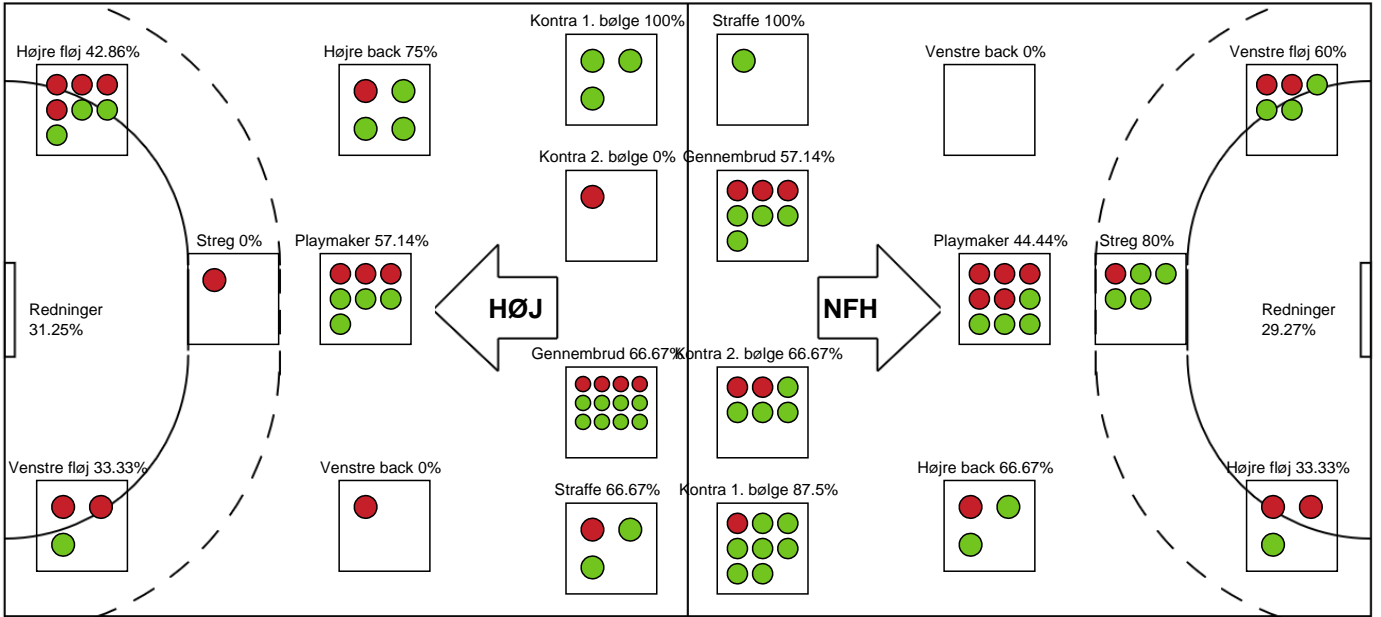 Kontra 1. bølge 100%
Straffe 100%
Højre fløj 42.86%
Højre back 75%
Venstre back 0%
Venstre fløj 60%
Kontra 2. bølge 0%
Gennembrud 57.14%
Streg 0%
Playmaker 57.14%
Playmaker 44.44%
Streg 80%
Redninger
31.25%
HØJ
NFH
Redninger
29.27%
Gennembrud 66.67%
Kontra 2. bølge 66.67%
Venstre fløj 33.33%
Venstre back 0%
Straffe 66.67%
Kontra 1. bølge 87.5%
Højre back 66.67%
Højre fløj 33.33%